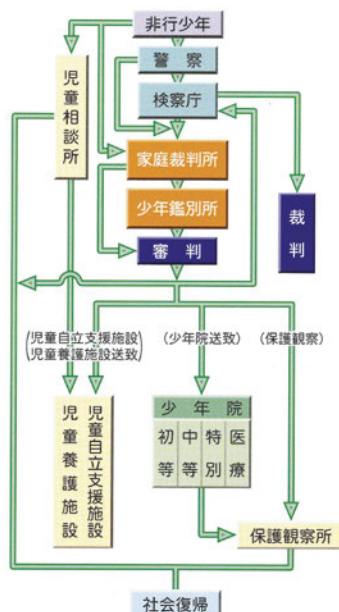 非行少年
警察
児童相談所
検察庁
家庭裁判所
少年鑑別所
裁判
審判
(児童自立支援施設
児童養護施設送致)
(少年院送致)
(保護観察)
児童養護施設
児童自立支援施設
少年院
初等
中等
特別
医療
保護観察所
社会復帰